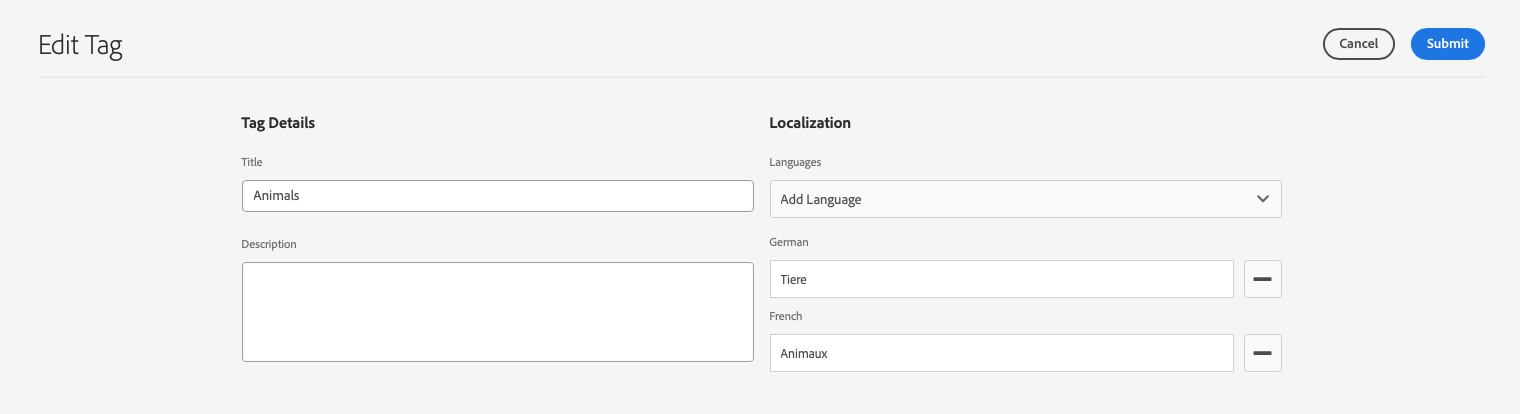 Edit Tag
Cancel
Submit
Tag Details
Title
Animals
Description
Localization
Languages
Add Language
German
Tiere
French
Animaux